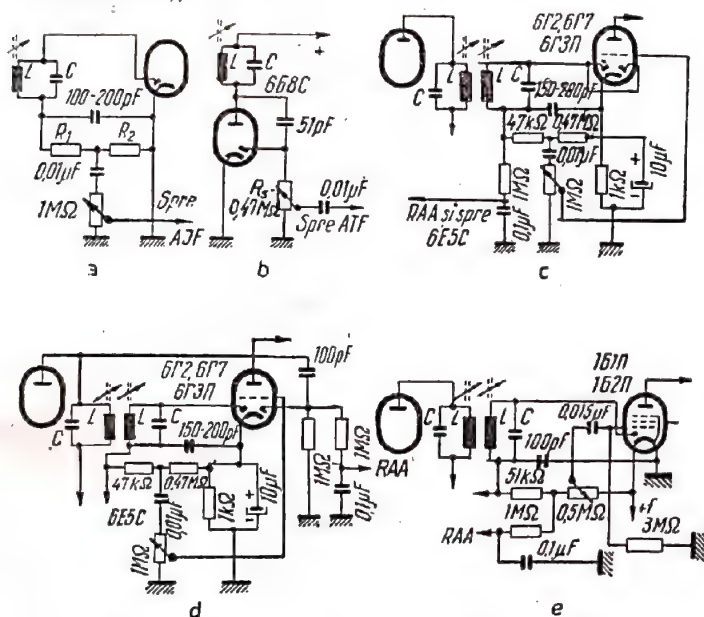 L
C
100-200pF
R1
R2
0,01μF
1MΩ
Spre
AJF
a
L
C
+
6Б8С
51pF
Rs-
0,47MΩ
0,01μF
Spre ATF
b
6Г2, 6Г7
6Г3П
C
L
L
C
150-280pF
47kΩ
0,47MΩ
0,01μF
1MΩ
1MΩ
1kΩ
+
10μF
RAA si spre
6E5C
0,1μF
c
6Г2, 6Г7
6Г3П
100pF
C
L
L
C
150-200pF
47kΩ
0,47MΩ
6E5C
0,01μF
1kΩ
+
10μF
1MΩ
1MΩ
1MΩ
RAA
0,1μF
d
1Б1П
1Б2П
C
L
L
C
0,015μF
100pF
51kΩ
1MΩ
0,5MΩ
+f
RAA
0,1μF
3MΩ
e